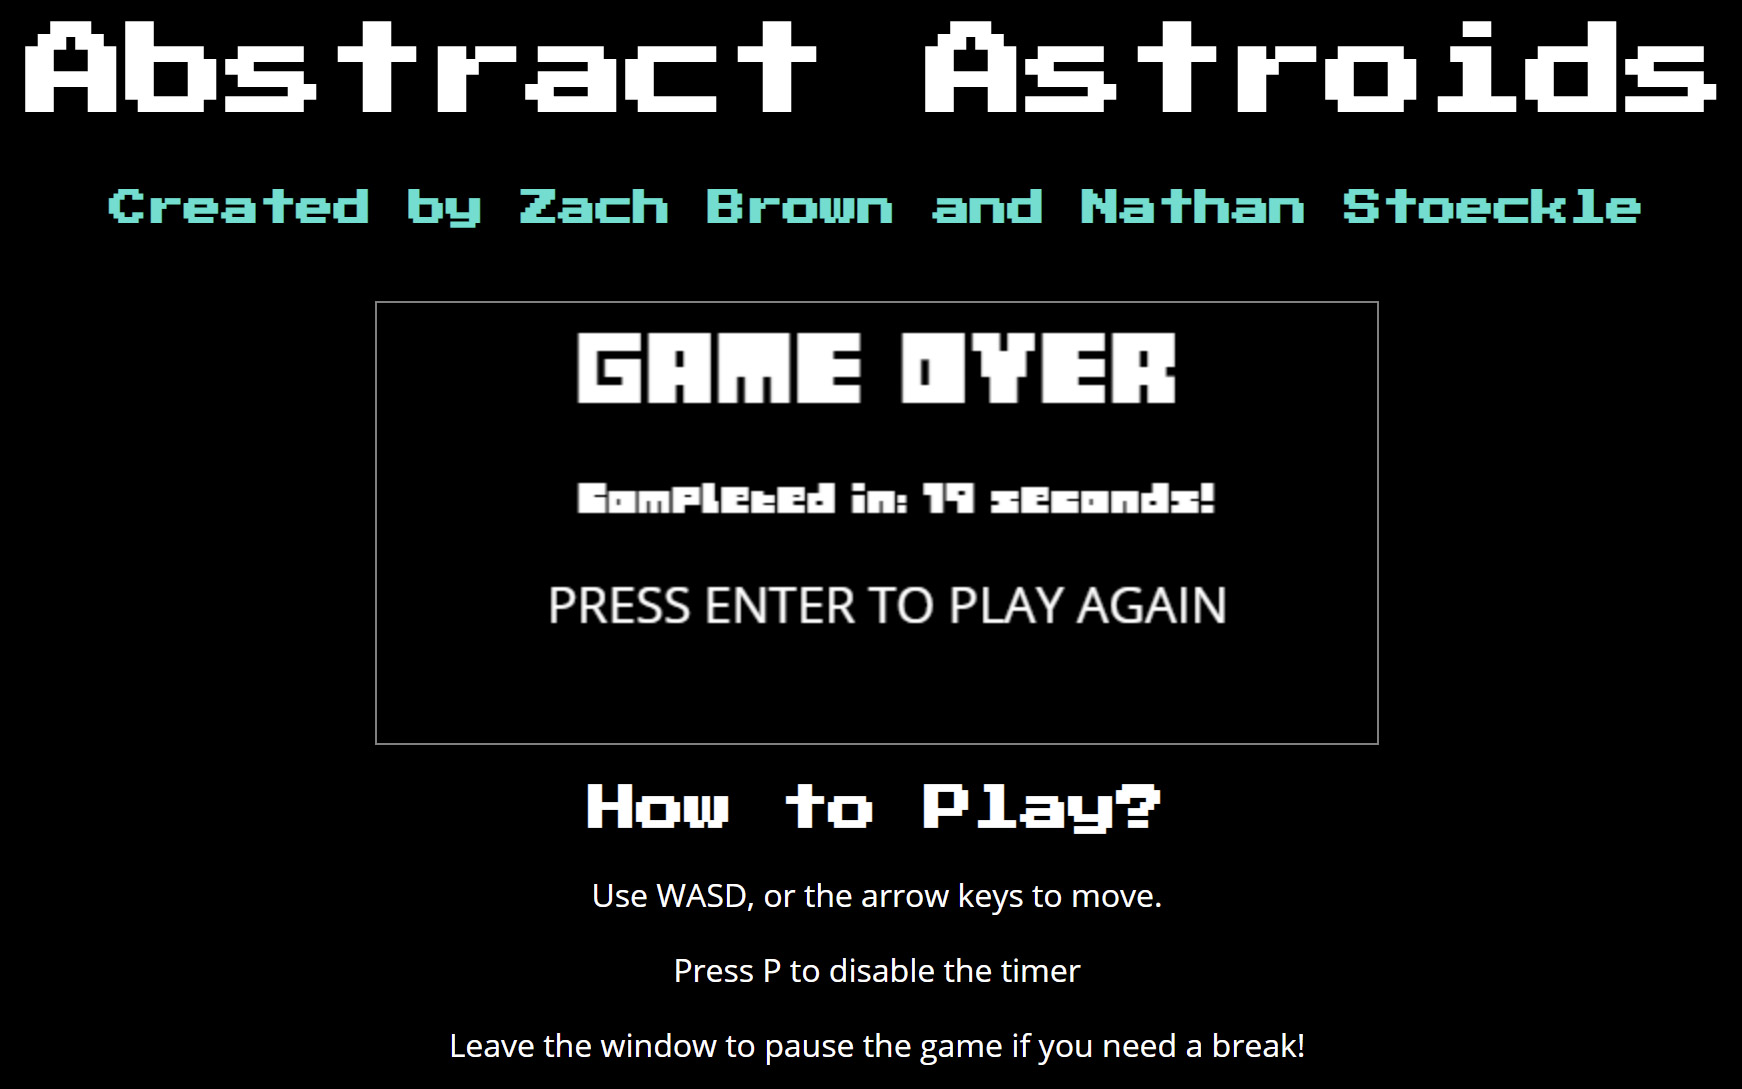 Abstract Astroids
Created by Zach Brown and Nathan Stoeckle
GAME OVER
Completed in: 19 seconds!
PRESS ENTER TO PLAY AGAIN
How to Play?
Use WASD, or the arrow keys to move.
Press P to disable the timer
Leave the window to pause the game if you need a break!